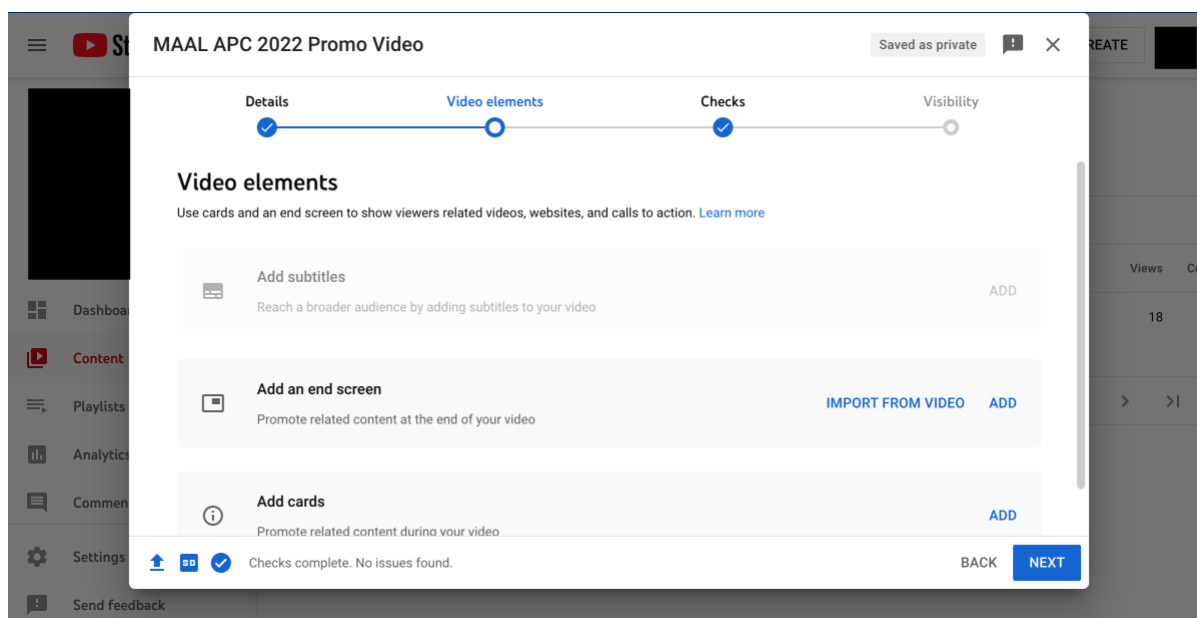 St
MAAL APC 2022 Promo Video
Saved as private
REATE
Details
Video elements
Checks
Visibility
Video elements
Use cards and an end screen to show viewers related videos, websites, and calls to action. Learn more
Add subtitles
Reach a broader audience by adding subtitles to your video
ADD
Add an end screen
Promote related content at the end of your video
IMPORT FROM VIDEO
ADD
Add cards
Promote related content during your video
ADD
SD
Checks complete. No issues found.
BACK
NEXT
Dashboa
Content
Playlists
Analytics
Commen
Settings
Send feedback
Views
Co
18